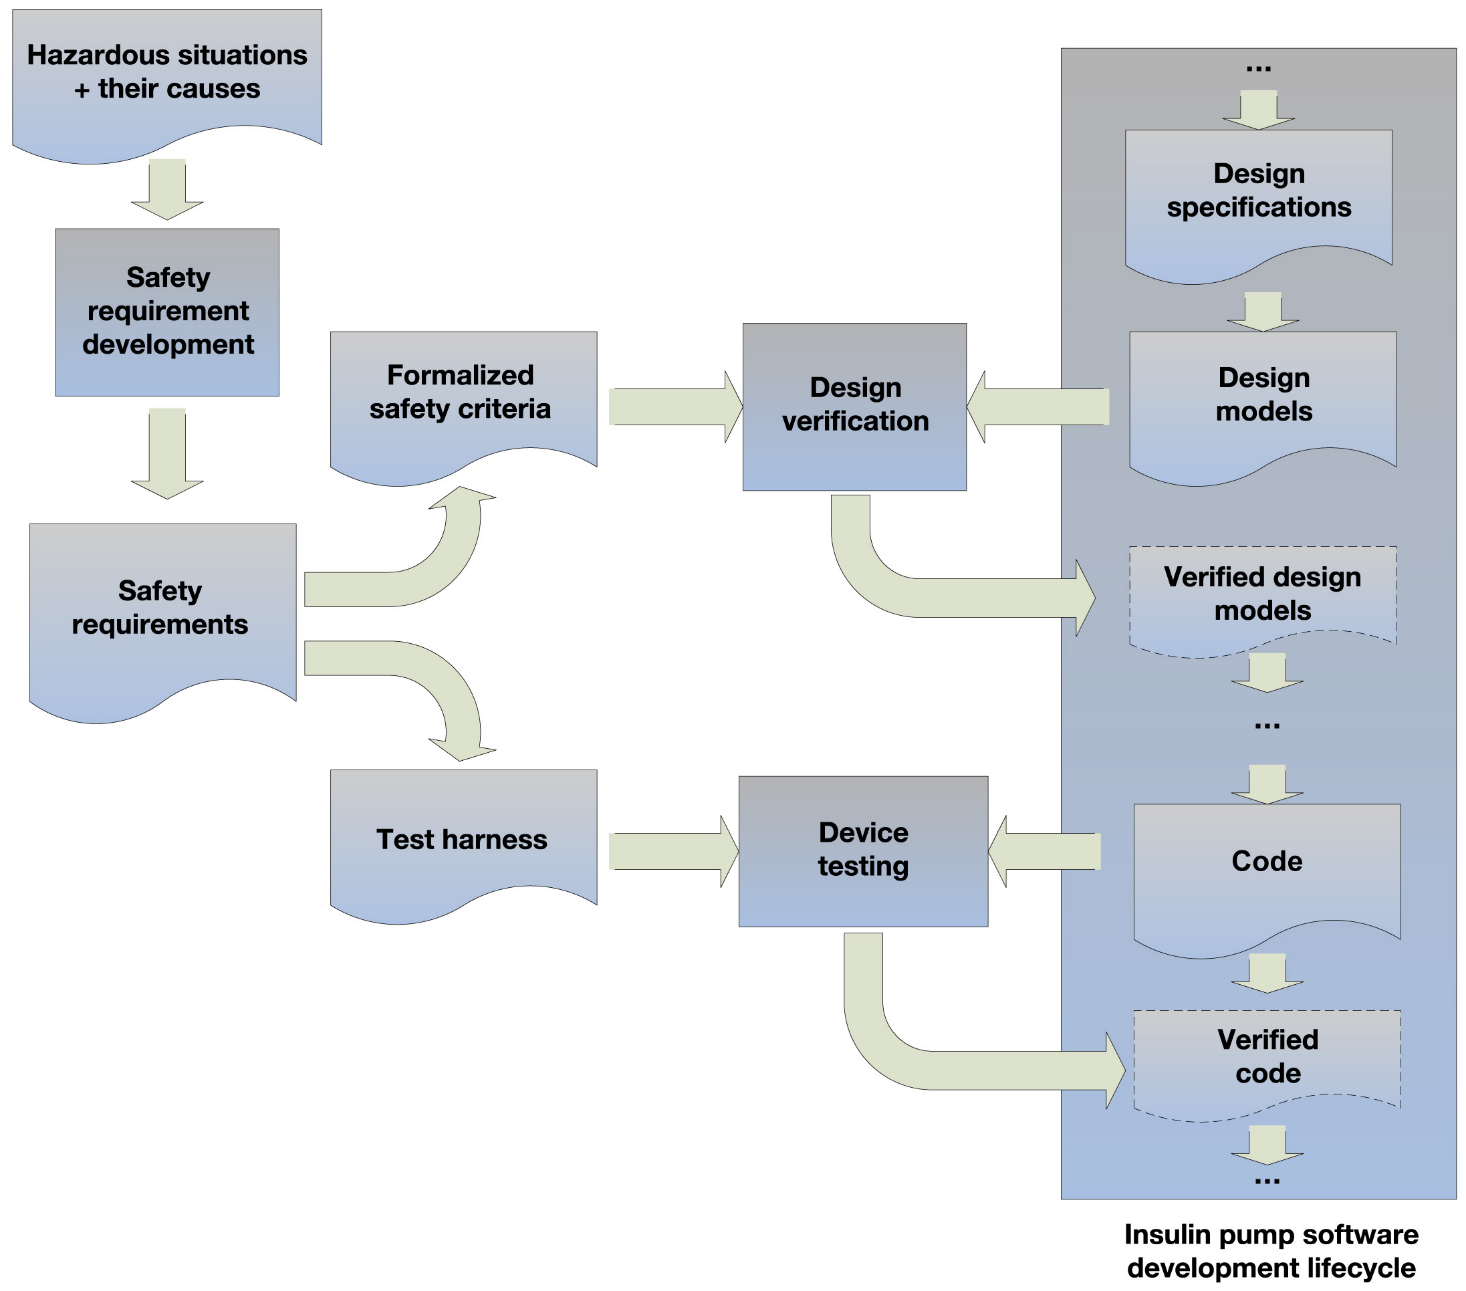 Hazardous situations
+ their causes
Safety
requirement
development
Safety
requirements
Formalized
safety criteria
Test harness
Design
verification
Device
testing
...
Design
specifications
Design
models
Verified design
models
...
Code
Verified
code
...
Insulin pump software
development lifecycle